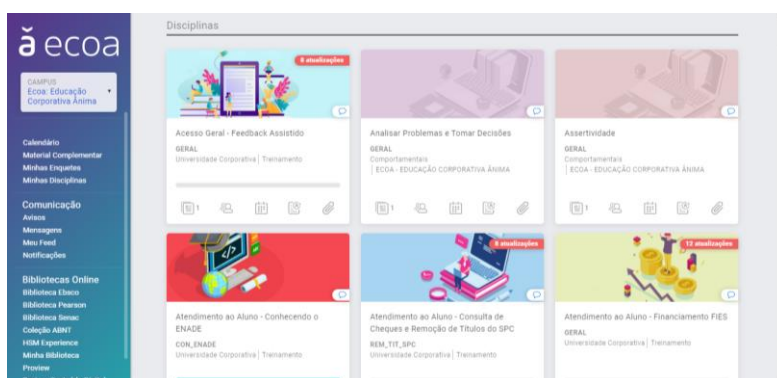 ă ecoa
CAMPUS
Ecoa: Educação
Corporativa Ânima
Calendário
Material Complementar
Minhas Enquetes
Minhas Disciplinas
Comunicação
Avisos
Mensagens
Meu Feed
Notificações
Bibliotecas Online
Biblioteca Ebsco
Biblioteca Pearson
Biblioteca Senac
Coleção ABNT
HSM Experience
Minha Biblioteca
Proview
Disciplinas
Acesso Geral - Feedback Assistido
GERAL
Universidade Corporativa | Treinamento
1
Analisar Problemas e Tomar Decisões
GERAL
Comportamentais
| ECOA - EDUCAÇÃO CORPORATIVA ÂNIMA
1
Assertividade
GERAL
Comportamentais
| ECOA - EDUCAÇÃO CORPORATIVA ÂNIMA
1
Atendimento ao Aluno - Conhecendo o
ENADE
CON_ENADE
Universidade Corporativa | Treinamento
8 atualizações
Atendimento ao Aluno - Consulta de
Cheques e Remoção de Títulos do SPC
REM_TIT_SPC
Universidade Corporativa | Treinamento
13 atualizações
Atendimento ao Aluno - Financiamento FIES
GERAL
Universidade Corporativa | Treinamento